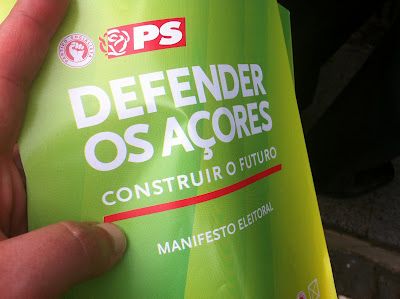 PS
DEFENDER
OS AÇORES
CONSTRUIR O FUTURO
MANIFESTO ELEITORAL